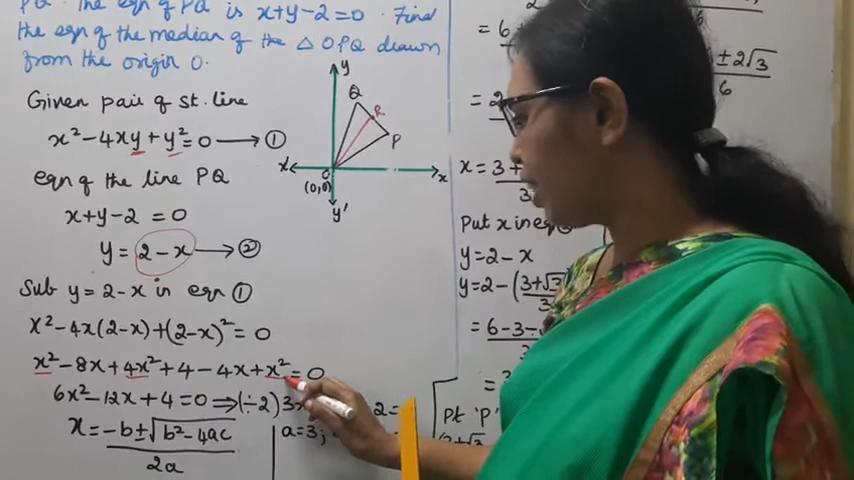 PQ. The eqn of PQ is x+y-2=0. Find
the eqn of the median of the △ OPQ drawn
from the origin O.
Given pair of st. line
x²-4xy+y²=0 → ①
eqn of the line PQ
x+y-2 =0
y = 2-x → ②
Sub y=2-x in eqn ①
x²-4x(2-x)+(2-x)²=0
x²-8x+4x²+4-4x+x²=0
6x²-12x+4=0 ⇒ (÷2) 3x
2=
x = -b±√b²-4ac
2a
a=3;
y
Q
R
P
x'
O
x
(0,0)
y'
= 6
±2√3
6
= 2
x = 3+
3
Put x in eqn
y=2-x
y=2-(3+√3
3
= 6-3-
3
=
Pt 'P'